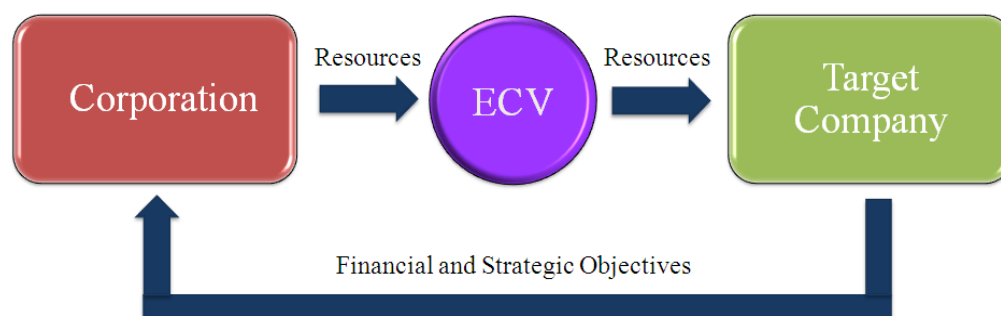 Resources
Resources
Corporation
ECV
Target
Company
Financial and Strategic Objectives